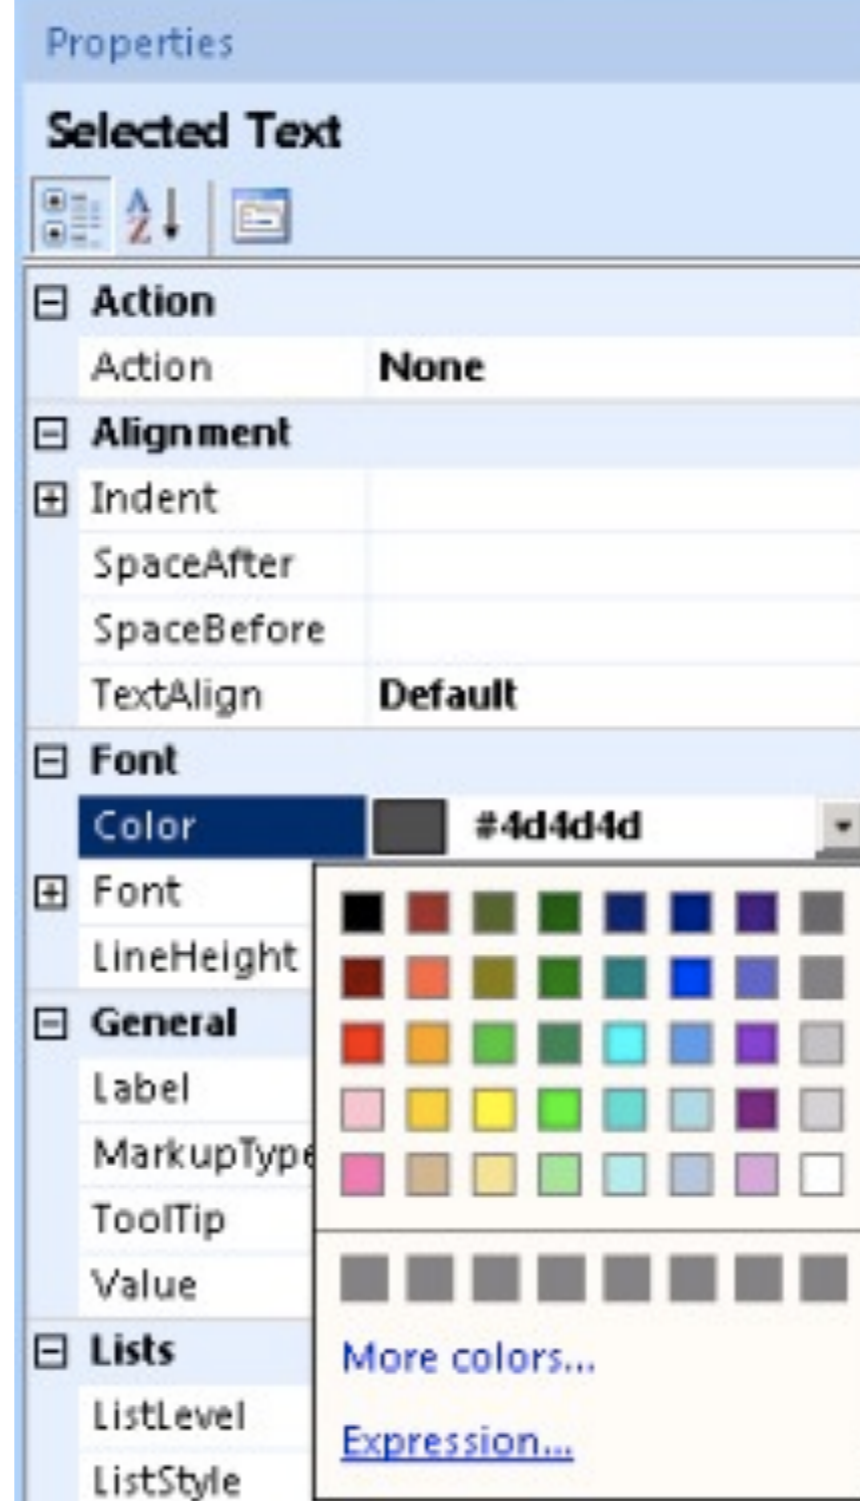 Properties
Selected Text
A
Z
Action
Action None
Alignment
Indent
SpaceAfter
SpaceBefore
TextAlign Default
Font
Color #4d4d4d
Font
LineHeight
General
Label
MarkupType
ToolTip
Value
Lists
More colors...
ListLevel
Expression...
ListStyle